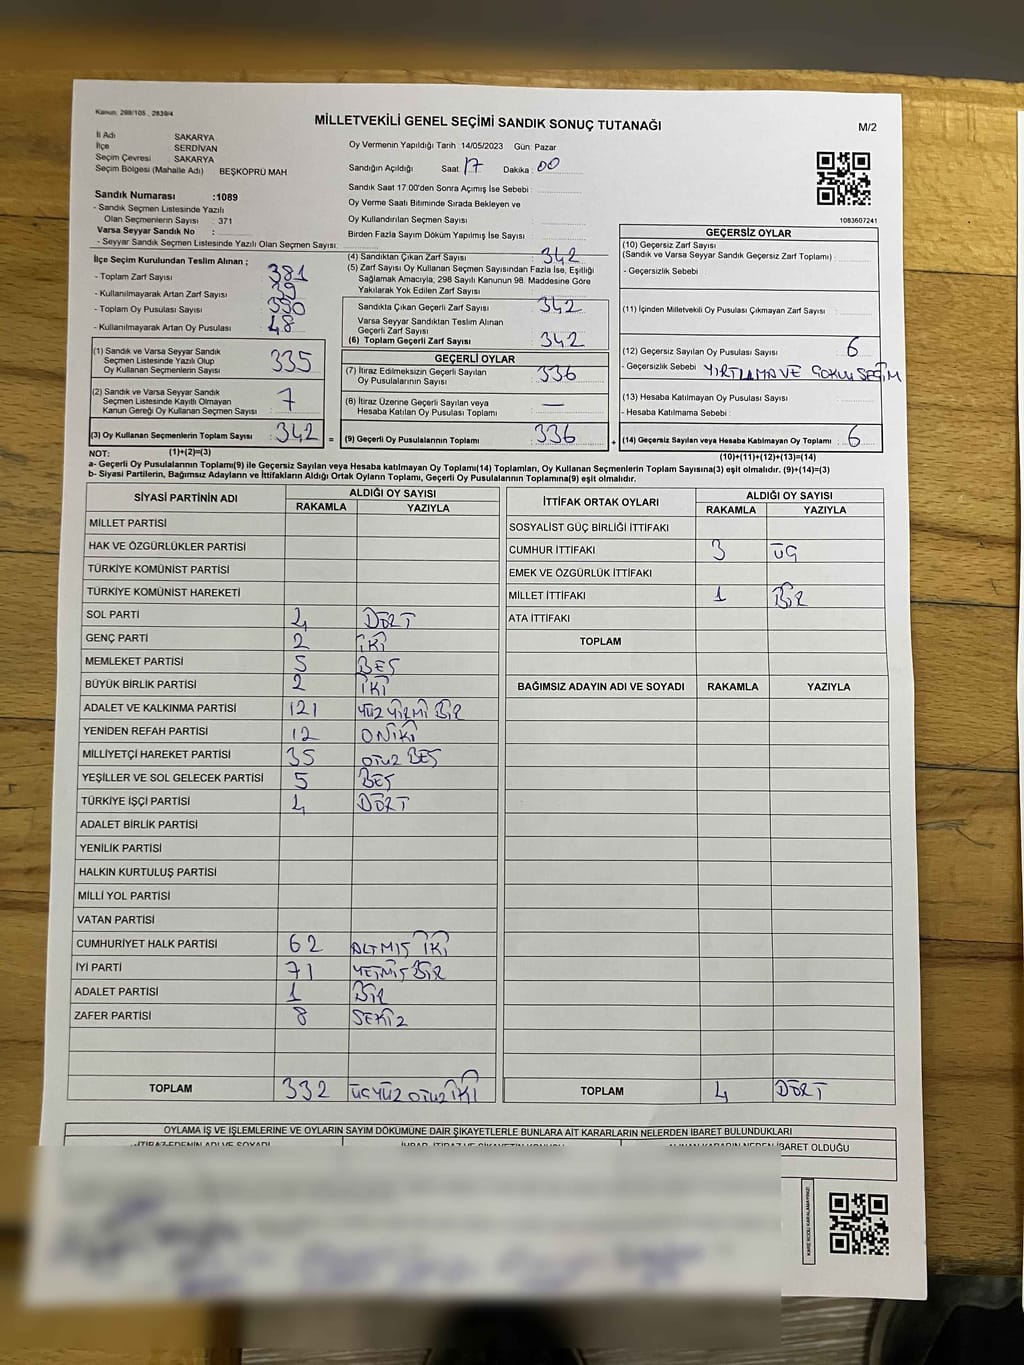 Kanun, 298/105 , 2839/4
MİLLETVEKİLİ GENEL SEÇİMİ SANDIK SONUÇ TUTANAĞI
M/2
İl Adı : SAKARYA
İlçe : SERDİVAN
Seçim Çevresi : SAKARYA
Seçim Bölgesi (Mahalle Adı) BEŞKÖPRÜ MAH
Sandık Numarası :1089
- Sandık Seçmen Listesinde Yazılı
Olan Seçmenlerin Sayısı : 371
Varsa Seyyar Sandık No :
- Seyyar Sandık Seçmen Listesinde Yazılı Olan Seçmen Sayısı:
Oy Vermenin Yapıldığı Tarih :14/05/2023 Gün: Pazar
Sandığın Açıldığı Saat 17 Dakika : 00
Sandık Saat 17.00'den Sonra Açımış İse Sebebi :
Oy Verme Saati Bitiminde Sırada Bekleyen ve
Oy Kullandırılan Seçmen Sayısı :
Birden Fazla Sayım Döküm Yapılmış İse Sayısı :
1083607241
İlçe Seçim Kurulundan Teslim Alınan ;
- Toplam Zarf Sayısı : 381
- Kullanılmayarak Artan Zarf Sayısı : 39
- Toplam Oy Pusulası Sayısı :
- Kullanılmayarak Artan Oy Pusulası : 48
(1) Sandık ve Varsa Seyyar Sandık
Seçmen Listesinde Yazılı Olup
Oy Kullanan Seçmenlerin Sayısı : 335
(2) Sandık ve Varsa Seyyar Sandık
Seçmen Listesinde Kayıtlı Olmayan
Kanun Gereği Oy Kullanan Seçmen Sayısı : 7
(3) Oy Kullanan Seçmenlerin Toplam Sayısı : 342 =
(1)+(2)=(3)
(4) Sandıktan Çıkan Zarf Sayısı : 342
(5) Zarf Sayısı Oy Kullanan Seçmen Sayısından Fazla İse, Eşitliği
Sağlamak Amacıyla, 298 Sayılı Kanunun 98. Maddesine Göre
Yakılarak Yok Edilen Zarf Sayısı :
Sandıkta Çıkan Geçerli Zarf Sayısı : 342
Varsa Seyyar Sandıktan Teslim Alınan
Geçerli Zarf Sayısı :
(6) Toplam Geçerli Zarf Sayısı : 342
GEÇERLİ OYLAR
(7) İtiraz Edilmeksizin Geçerli Sayılan
Oy Pusulalarının Sayısı : 336
(8) İtiraz Üzerine Geçerli Sayılan veya
Hesaba Katılan Oy Pusulası Toplamı : —
(9) Geçerli Oy Pusulalarının Toplamı : 336 +
GEÇERSİZ OYLAR
(10) Geçersiz Zarf Sayısı
(Sandık ve Varsa Seyyar Sandık Geçersiz Zarf Toplamı) :
- Geçersizlik Sebebi :
(11) İçinden Milletvekili Oy Pusulası Çıkmayan Zarf Sayısı :
(12) Geçersiz Sayılan Oy Pusulası Sayısı : 6
- Geçersizlik Sebebi : YIRTLAMA VE SEÇİM
(13) Hesaba Katılmayan Oy Pusulası Sayısı :
- Hesaba Katılmama Sebebi :
(14) Geçersiz Sayılan veya Hesaba Katılmayan Oy Toplamı : 6
(10)+(11)+(12)+(13)=(14)
NOT:
a- Geçerli Oy Pusulalarının Toplamı(9) ile Geçersiz Sayılan veya Hesaba katılmayan Oy Toplamı(14) Toplamları, Oy Kullanan Seçmenlerin Toplam Sayısına(3) eşit olmalıdır. (9)+(14)=(3)
b- Siyasi Partilerin, Bağımsız Adayların ve İttifakların Aldığı Ortak Oyların Toplamı, Geçerli Oy Pusulalarının Toplamına(9) eşit olmalıdır.
SİYASİ PARTİNİN ADI ALDIĞI OY SAYISI
RAKAMLA YAZIYLA
MİLLET PARTİSİ
HAK VE ÖZGÜRLÜKLER PARTİSİ
TÜRKİYE KOMÜNİST PARTİSİ
TÜRKİYE KOMÜNİST HAREKETİ
SOL PARTİ 4 DÖRT
GENÇ PARTİ 2 İKİ
MEMLEKET PARTİSİ 5 BEŞ
BÜYÜK BİRLİK PARTİSİ 2 İKİ
ADALET VE KALKINMA PARTİSİ 121 YÜZ YİRMİ BİR
YENİDEN REFAH PARTİSİ 12 ONİKİ
MİLLİYETÇİ HAREKET PARTİSİ 35 OTUZ BEŞ
YEŞİLLER VE SOL GELECEK PARTİSİ 5 BEŞ
TÜRKİYE İŞÇİ PARTİSİ 4 DÖRT
ADALET BİRLİK PARTİSİ
YENİLİK PARTİSİ
HALKIN KURTULUŞ PARTİSİ
MİLLİ YOL PARTİSİ
VATAN PARTİSİ
CUMHURİYET HALK PARTİSİ 62 ALTMIŞ İKİ
İYİ PARTİ 71 YETMİŞ BİR
ADALET PARTİSİ 1 BİR
ZAFER PARTİSİ 8 SEKİZ
TOPLAM 332 ÜÇYÜZ OTUZ İKİ
İTTİFAK ORTAK OYLARI ALDIĞI OY SAYISI
RAKAMLA YAZIYLA
SOSYALİST GÜÇ BİRLİĞİ İTTİFAKI
CUMHUR İTTİFAKI 3 ÜÇ
EMEK VE ÖZGÜRLÜK İTTİFAKI
MİLLET İTTİFAKI 1 BİR
ATA İTTİFAKI
TOPLAM
BAĞIMSIZ ADAYIN ADI VE SOYADI RAKAMLA YAZIYLA
TOPLAM 4 DÖRT
OYLAMA İŞ VE İŞLEMLERİNE VE OYLARIN SAYIM DÖKÜMÜNE DAİR ŞİKAYETLERLE BUNLARA AİT KARARLARIN NELERDEN İBARET BULUNDUKLARI
İTİRAZ EDENİN ADI VE SOYADI İHBAR, İTİRAZ VE ŞİKAYETİN KONUSU ALINAN KARARIN NEDEN İBARET OLDUĞU
KARE KODU KARALAMAYINIZ!